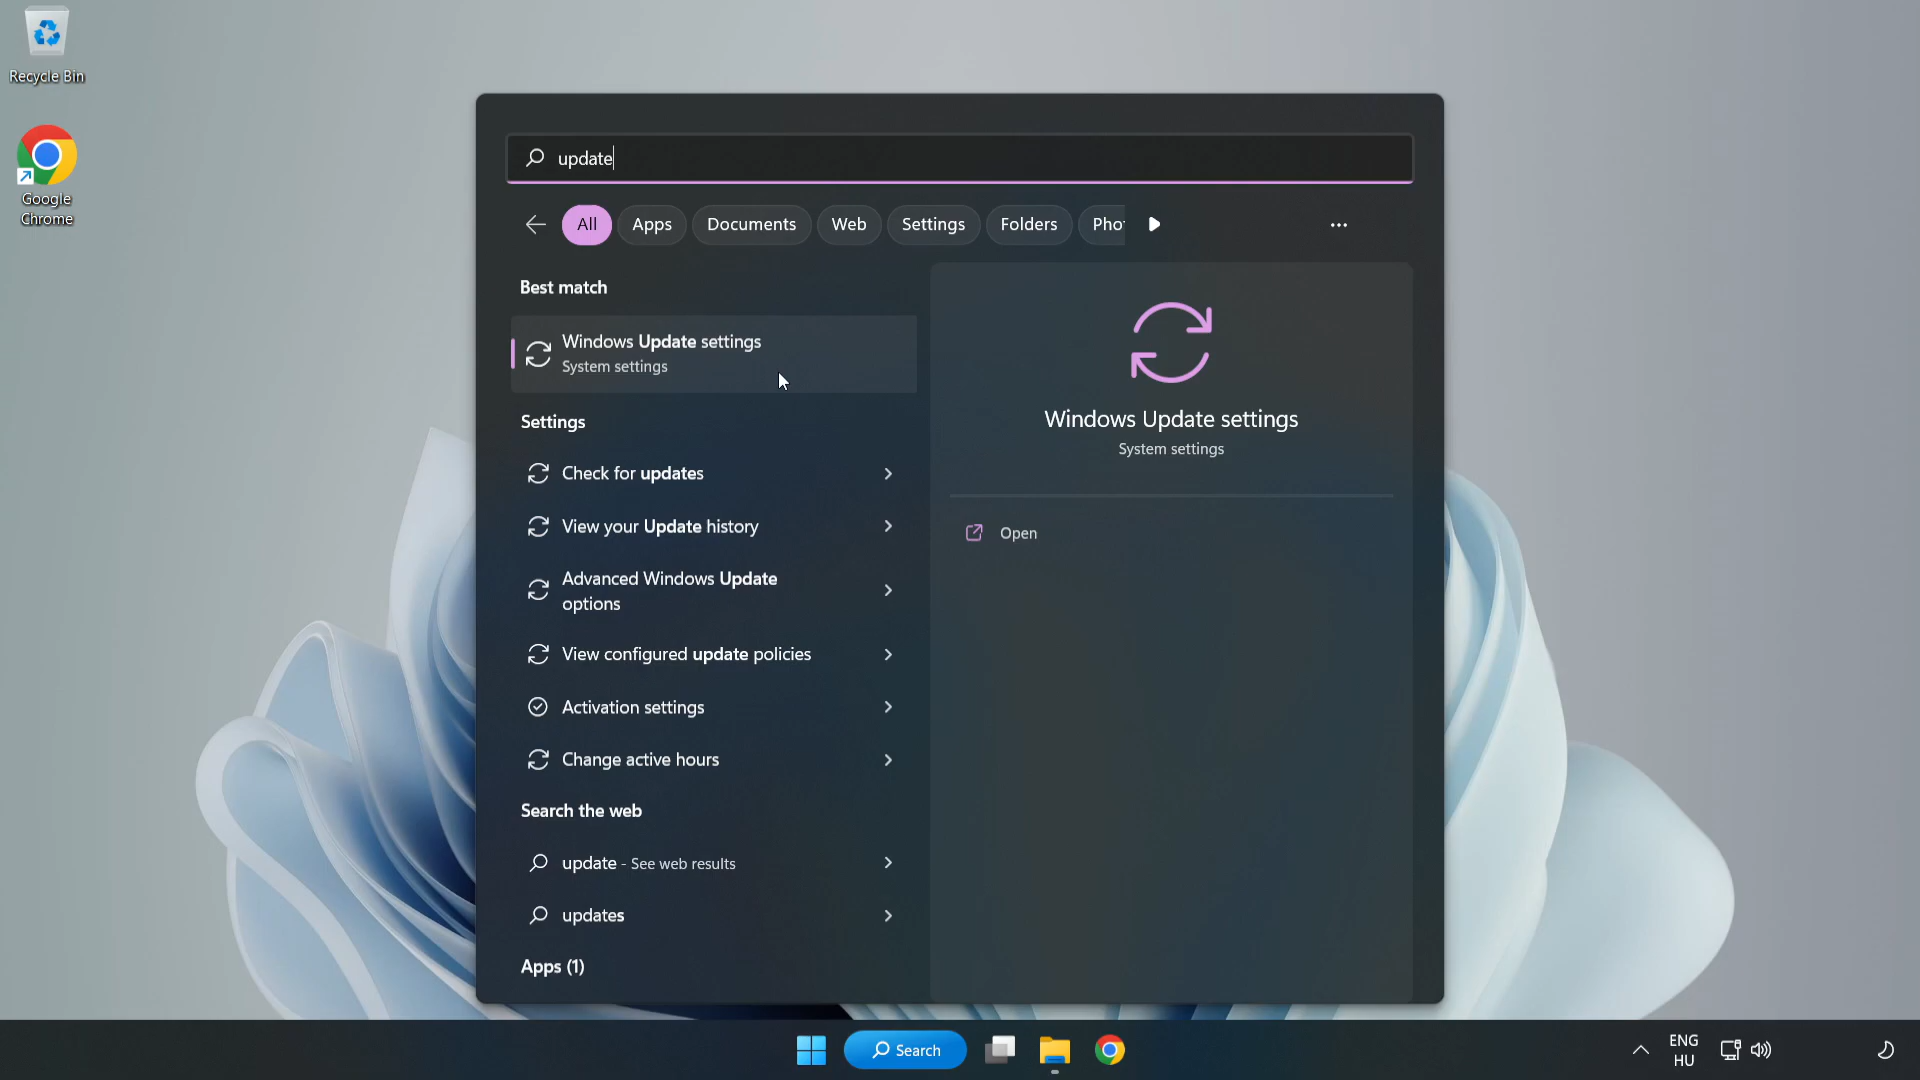 Recycle Bin
Google
Chrome
update
All
Apps
Documents
Web
Settings
Folders
Best match
Windows Update settings
System settings
Settings
Check for updates
View your Update history
Advanced Windows Update
options
View configured update policies
Activation settings
Change active hours
Search the web
update - See web results
updates
Apps (1)
Windows Update settings
System settings
Open
Search
ENG
HU